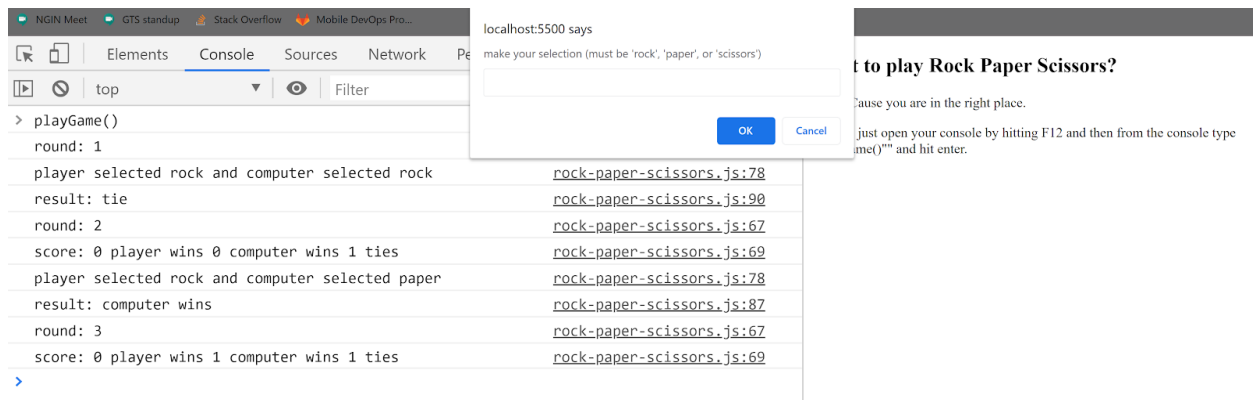 NGIN Meet GTS standup Stack Overflow Mobile DevOps Pro...
Elements Console Sources Network Pe
top Filter
localhost:5500 says
make your selection (must be 'rock', 'paper', or 'scissors')
OK Cancel
> playGame()
round: 1
player selected rock and computer selected rock rock-paper-scissors.js:78
result: tie rock-paper-scissors.js:90
round: 2 rock-paper-scissors.js:67
score: 0 player wins 0 computer wins 1 ties rock-paper-scissors.js:69
player selected rock and computer selected paper rock-paper-scissors.js:78
result: computer wins rock-paper-scissors.js:87
round: 3 rock-paper-scissors.js:67
score: 0 player wins 1 computer wins 1 ties rock-paper-scissors.js:69
>
t to play Rock Paper Scissors?
Cause you are in the right place.
just open your console by hitting F12 and then from the console type
me()"" and hit enter.